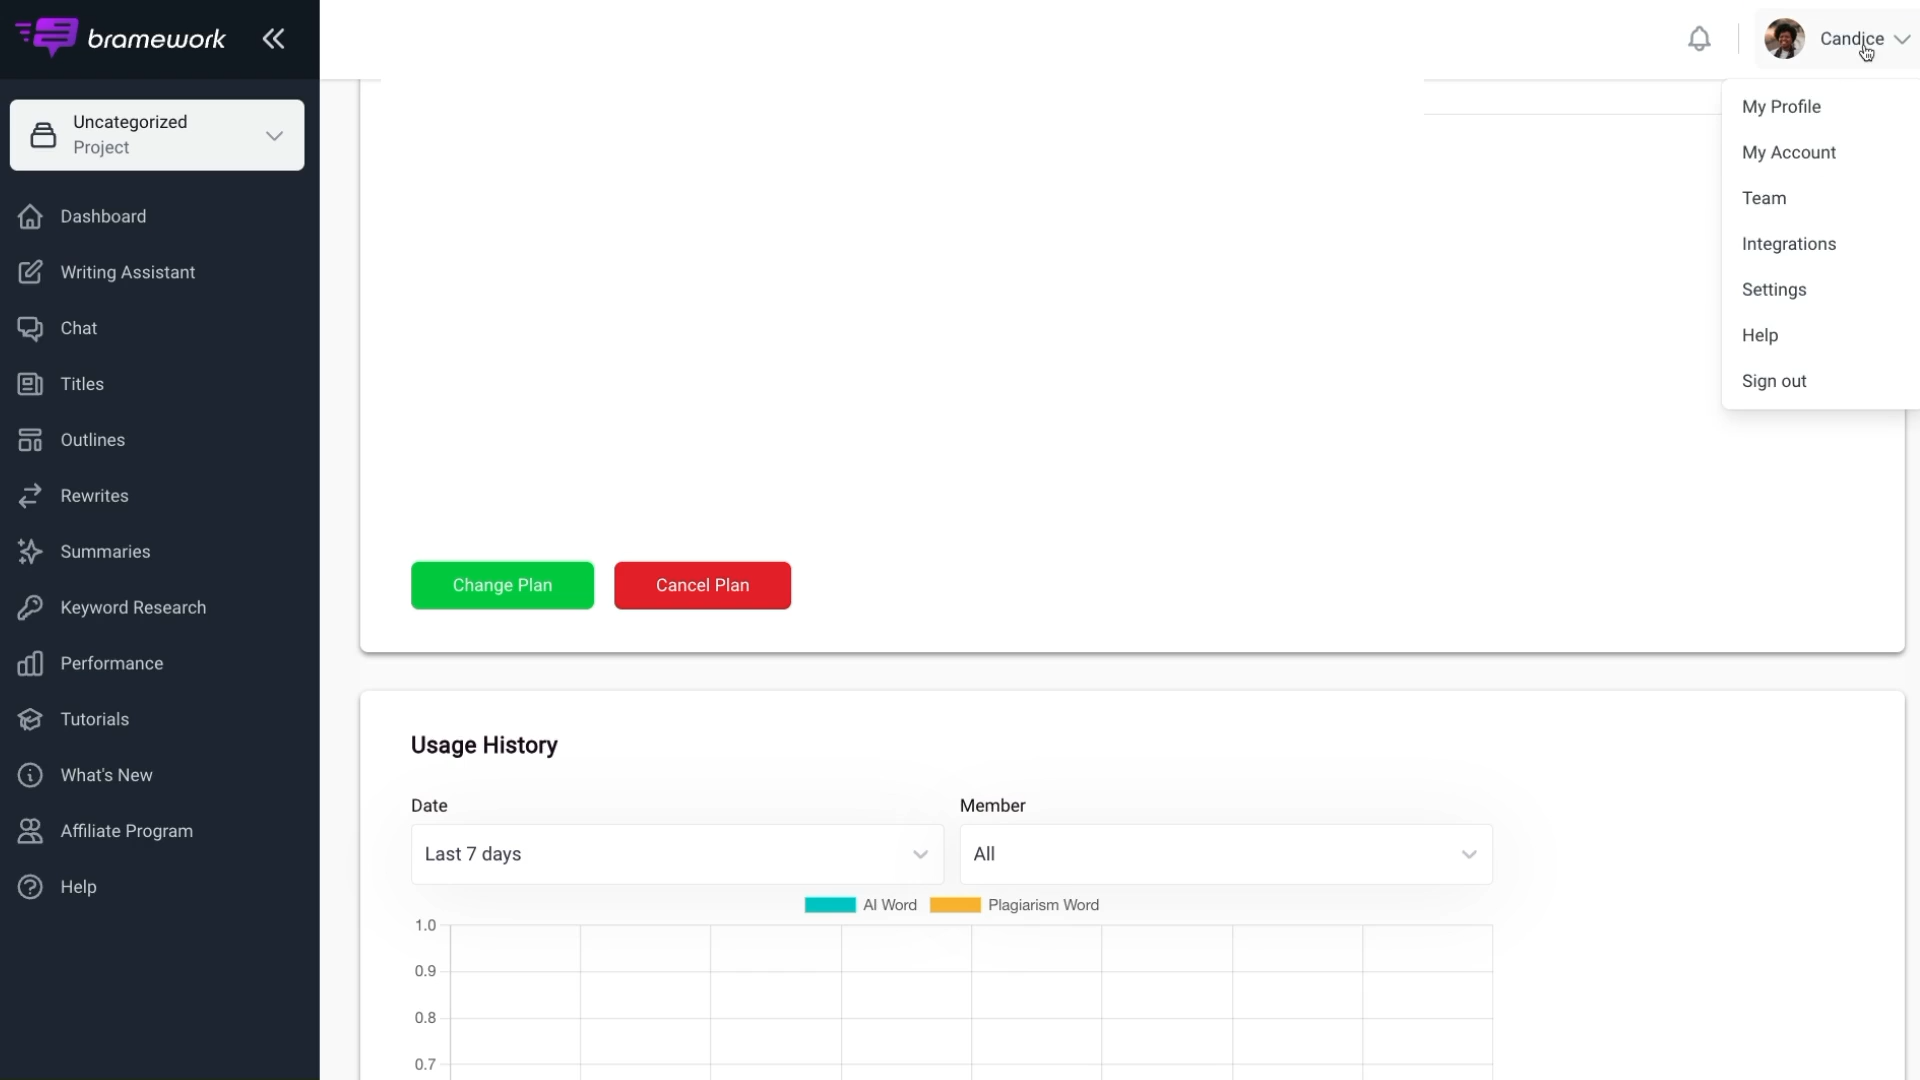 bramework
Candice
Uncategorized
Project
Dashboard
Writing Assistant
Chat
Titles
Outlines
Rewrites
Summaries
Keyword Research
Performance
Tutorials
What's New
Affiliate Program
Help
My Profile
My Account
Team
Integrations
Settings
Help
Sign out
Change Plan
Cancel Plan
Usage History
Date
Member
Last 7 days
All
AI Word
Plagiarism Word
1.0
0.9
0.8
0.7